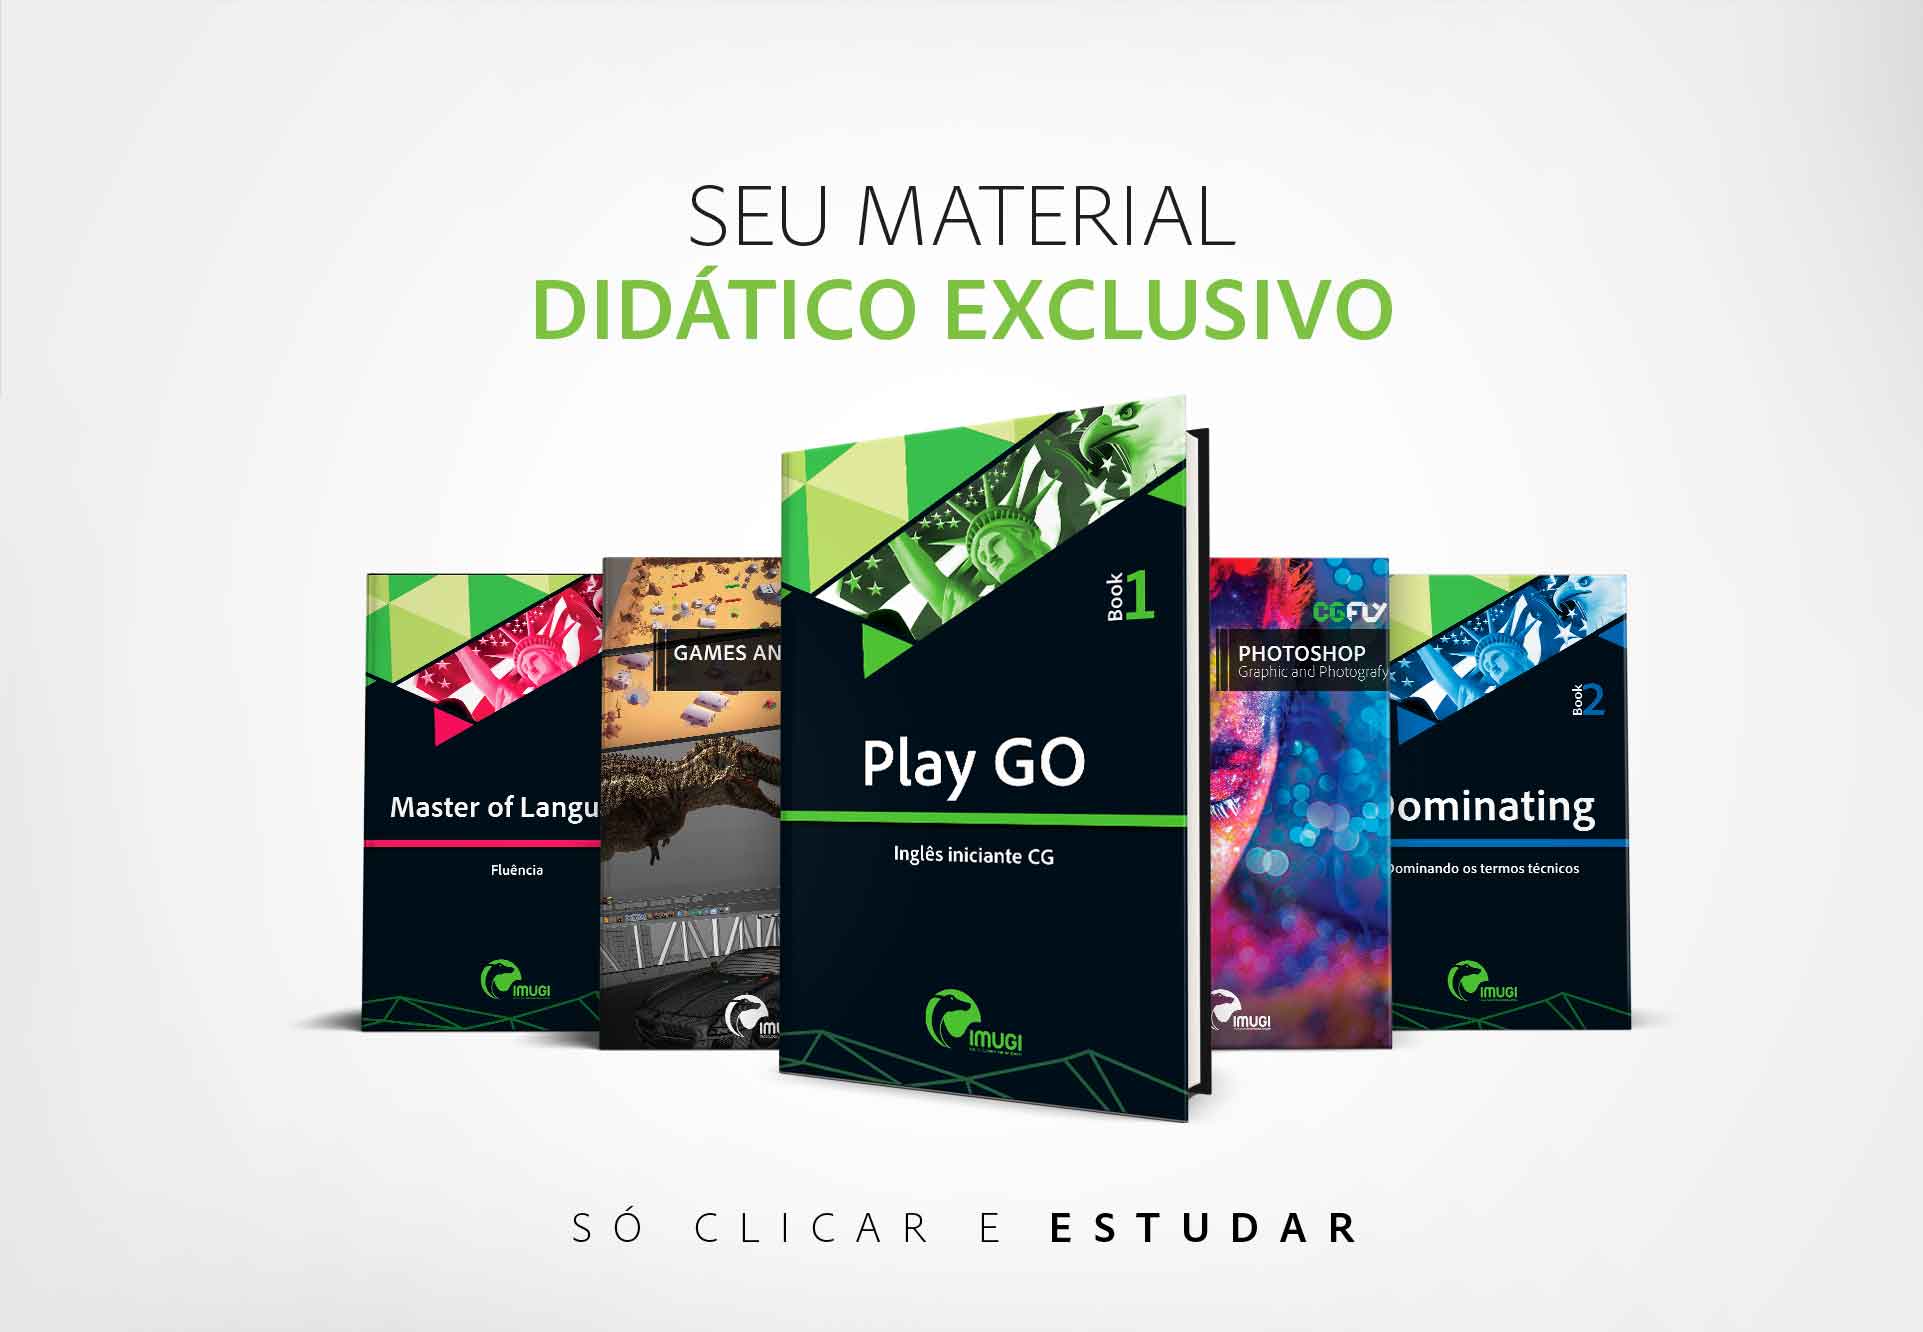 SEU MATERIAL
DIDÁTICO EXCLUSIVO
Master of Langu
Fluência
IMUGI
GAMES AN
IMU
Book 1
Play GO
Inglês iniciante CG
IMUGI
CGFLY
PHOTOSHOP
Graphic and Photografy
IMUGI
Book 2
Dominating
Dominando os termos técnicos
IMUGI
SÓ CLICAR E ESTUDAR